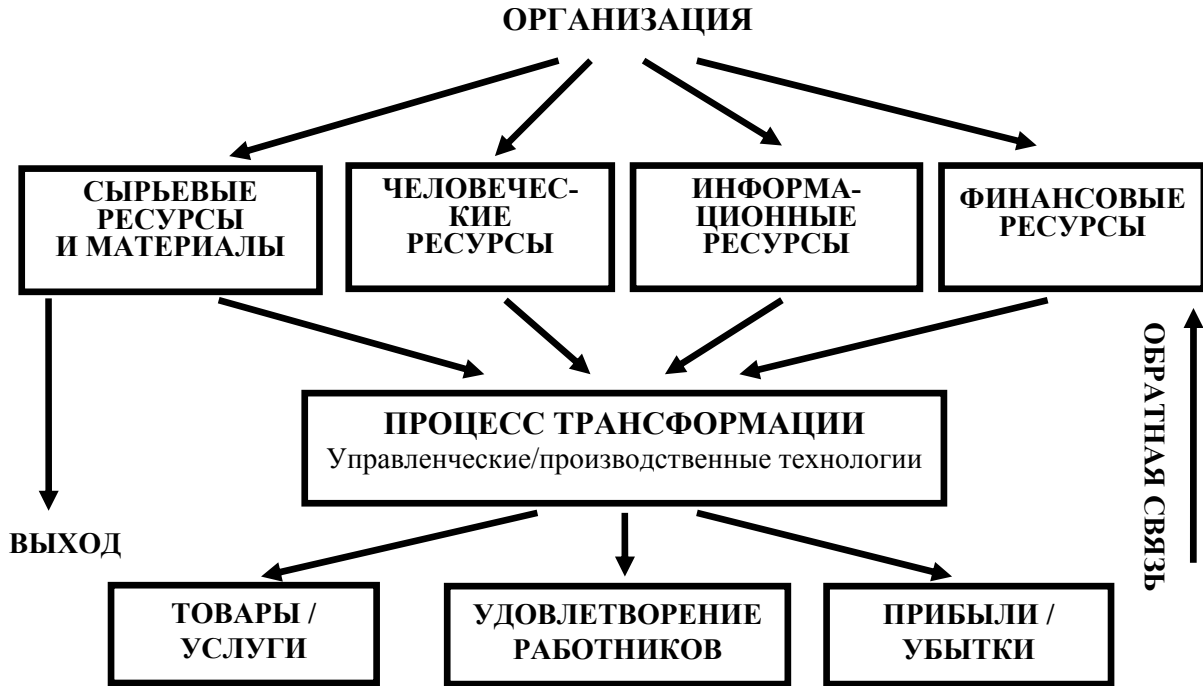 ОРГАНИЗАЦИЯ
СЫРЬЕВЫЕ
РЕСУРСЫ
И МАТЕРИАЛЫ
ЧЕЛОВЕЧЕС-
КИЕ
РЕСУРСЫ
ИНФОРМА-
ЦИОННЫЕ
РЕСУРСЫ
ФИНАНСОВЫЕ
РЕСУРСЫ
ПРОЦЕСС ТРАНСФОРМАЦИИ
Управленческие/производственные технологии
ОБРАТНАЯ СВЯЗЬ
ВЫХОД
ТОВАРЫ /
УСЛУГИ
УДОВЛЕТВОРЕНИЕ
РАБОТНИКОВ
ПРИБЫЛИ /
УБЫТКИ